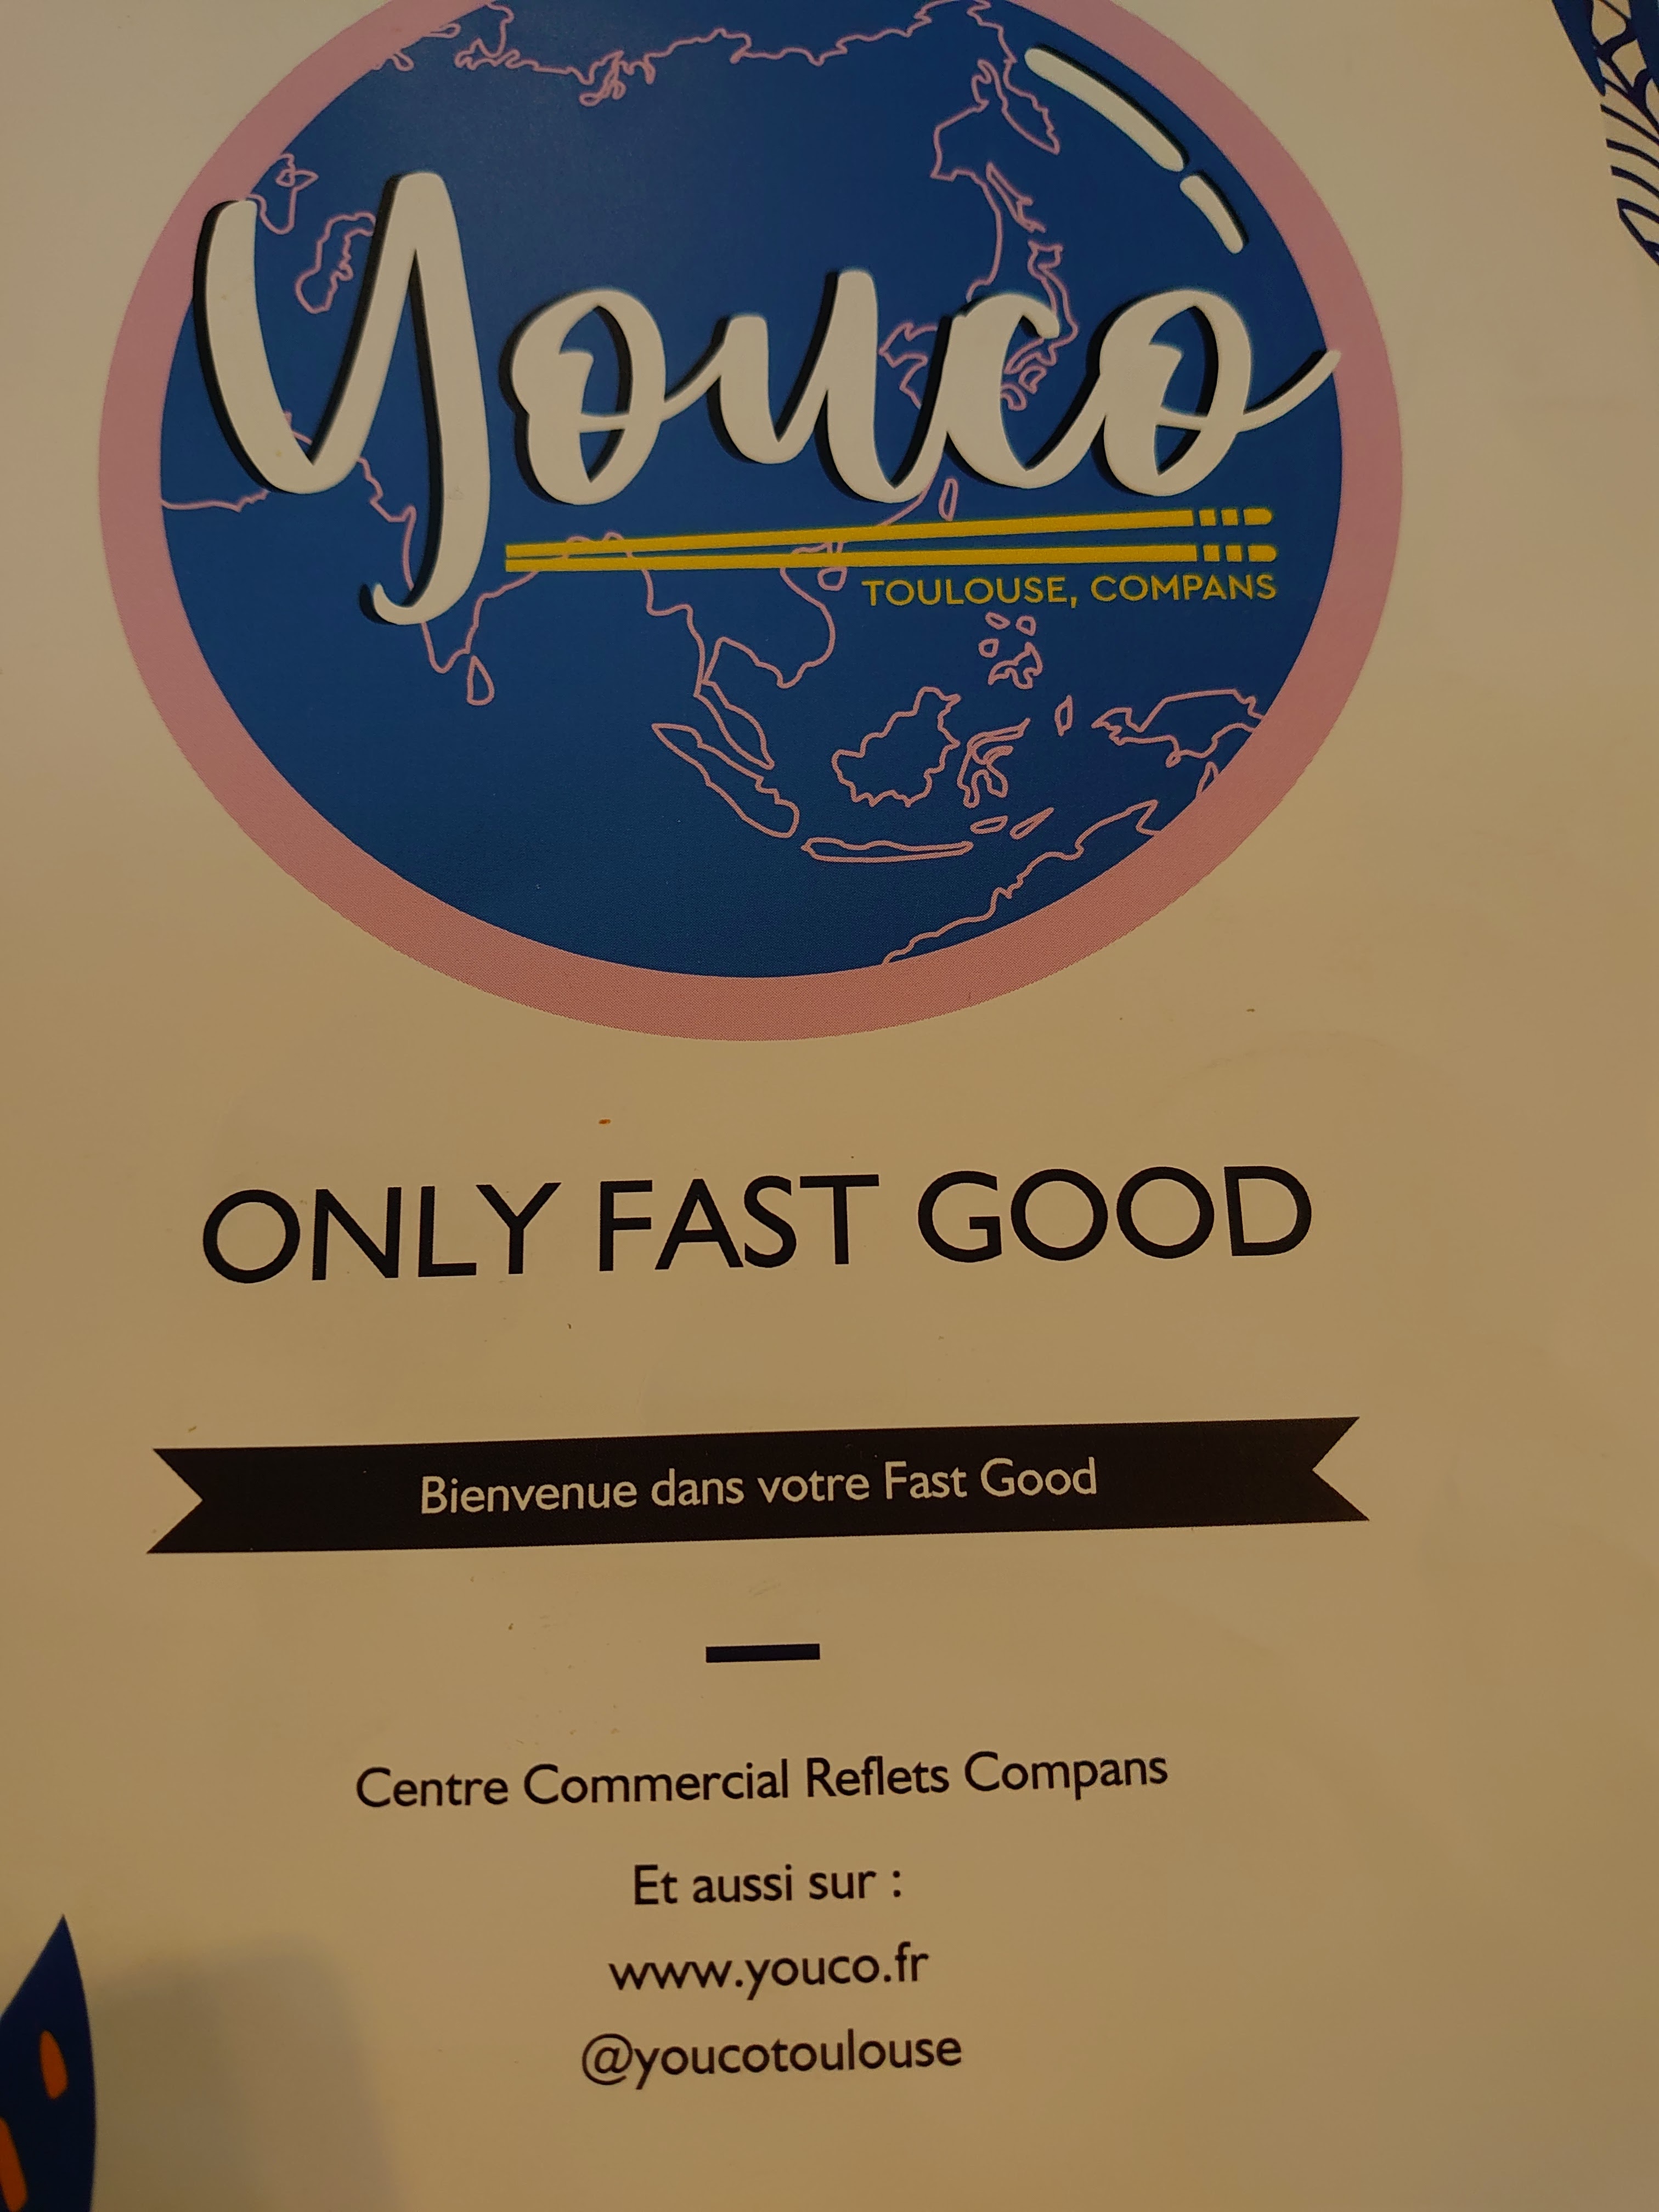 Youco
TOULOUSE, COMPANS
ONLY FAST GOOD
Bienvenue dans votre Fast Good
Centre Commercial Reflets Compans
Et aussi sur :
www.youco.fr
@youcotoulouse